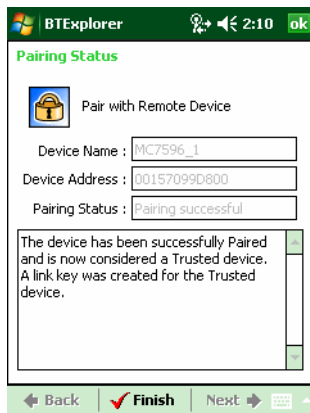 BTExplorer 2:10 ok
Pairing Status
Pair with Remote Device
Device Name : MC7596_1
Device Address : 00157099D800
Pairing Status : Pairing successful
The device has been successfully Paired
and is now considered a Trusted device.
A link key was created for the Trusted
device.
Back Finish Next